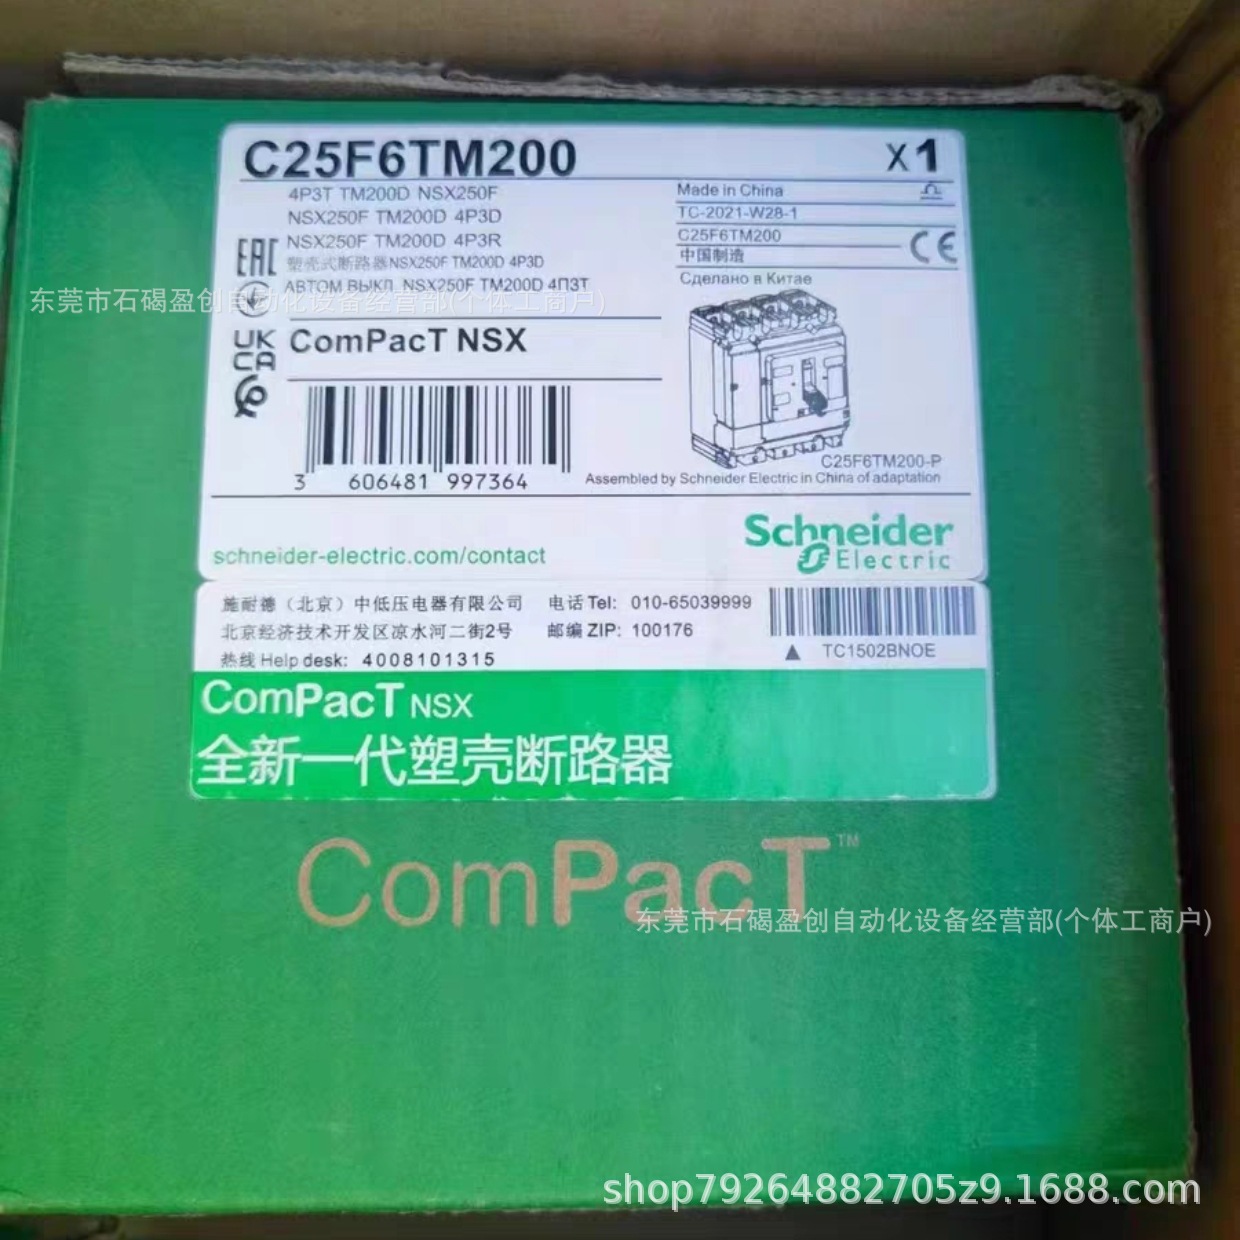 C25F6TM200
X1
4P3T TM200D NSX250F
NSX250F TM200D 4P3D
NSX250F TM200D 4P3R
塑壳式断路器NSX250F TM200D 4P3D
АВТОМ ВЫКЛ. NSX250F TM200D 4П3Т
Made in China
TC-2021-W28-1
C25F6TM200
中国制造
Сделано в Китае
EAC
CE
UK
CA
东莞市石碣盈创自动化设备经营部(个体工商户)
ComPacT NSX
3 606481 997364
C25F6TM200-P
Assembled by Schneider Electric in China of adaptation
schneider-electric.com/contact
Schneider
Electric
施耐德（北京）中低压电器有限公司 电话 Tel: 010-65039999
北京经济技术开发区凉水河二街2号 邮编 ZIP: 100176
热线 Help desk: 4008101315
▲ TC1502BNOE
ComPacT NSX
全新一代塑壳断路器
ComPacT™
东莞市石碣盈创自动化设备经营部(个体工商户)
shop79264882705z9.1688.com